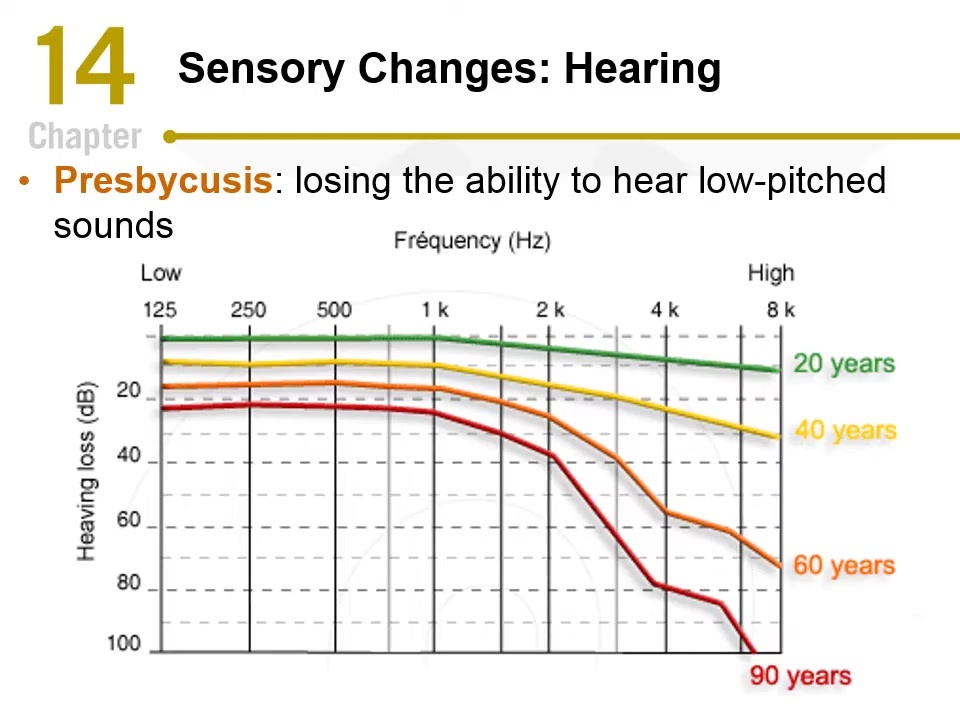 14
Chapter
Sensory Changes: Hearing
• Presbycusis: losing the ability to hear low-pitched
sounds
Fréquency (Hz)
Low High
125 250 500 1 k 2 k 4 k 8 k
20 years
20
40 years
Heaving loss (dB)
40
60
60 years
80
100
90 years